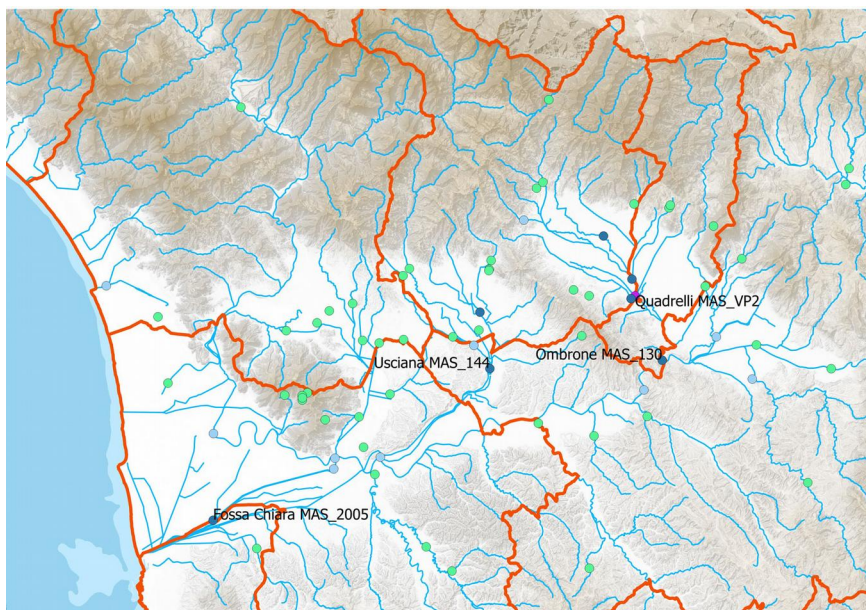 Quadrelli MAS_VP2
Ombrone MAS_130
Usciana MAS_144
Fossa Chiara MAS_2005